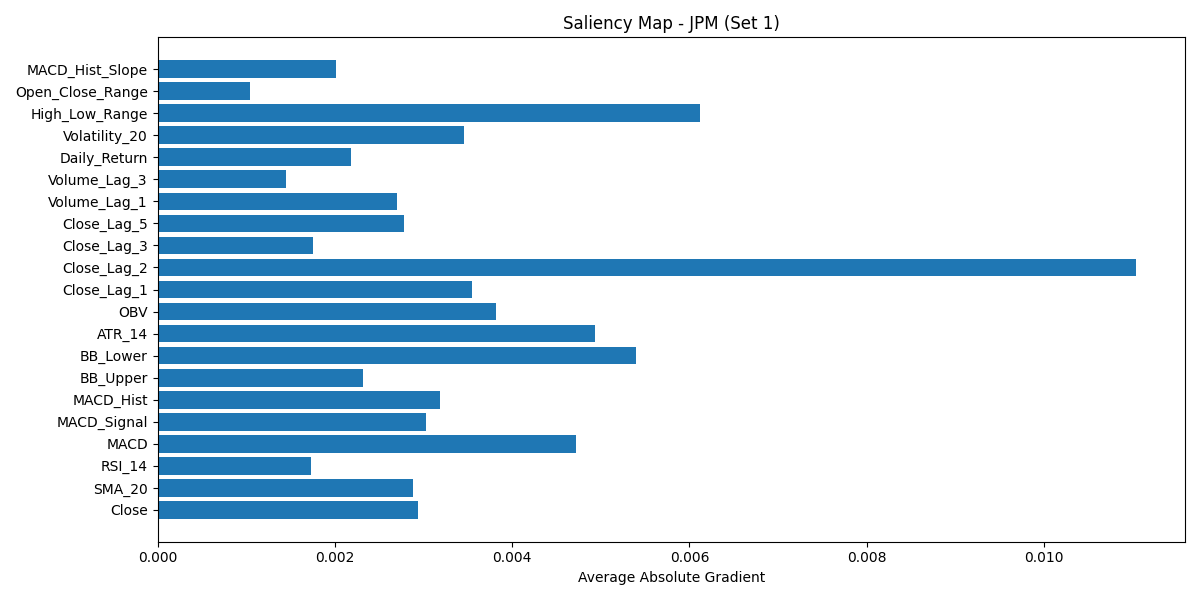 Saliency Map - JPM (Set 1)
MACD_Hist_Slope
Open_Close_Range
High_Low_Range
Volatility_20
Daily_Return
Volume_Lag_3
Volume_Lag_1
Close_Lag_5
Close_Lag_3
Close_Lag_2
Close_Lag_1
OBV
ATR_14
BB_Lower
BB_Upper
MACD_Hist
MACD_Signal
MACD
RSI_14
SMA_20
Close
0.000 0.002 0.004 0.006 0.008 0.010
Average Absolute Gradient